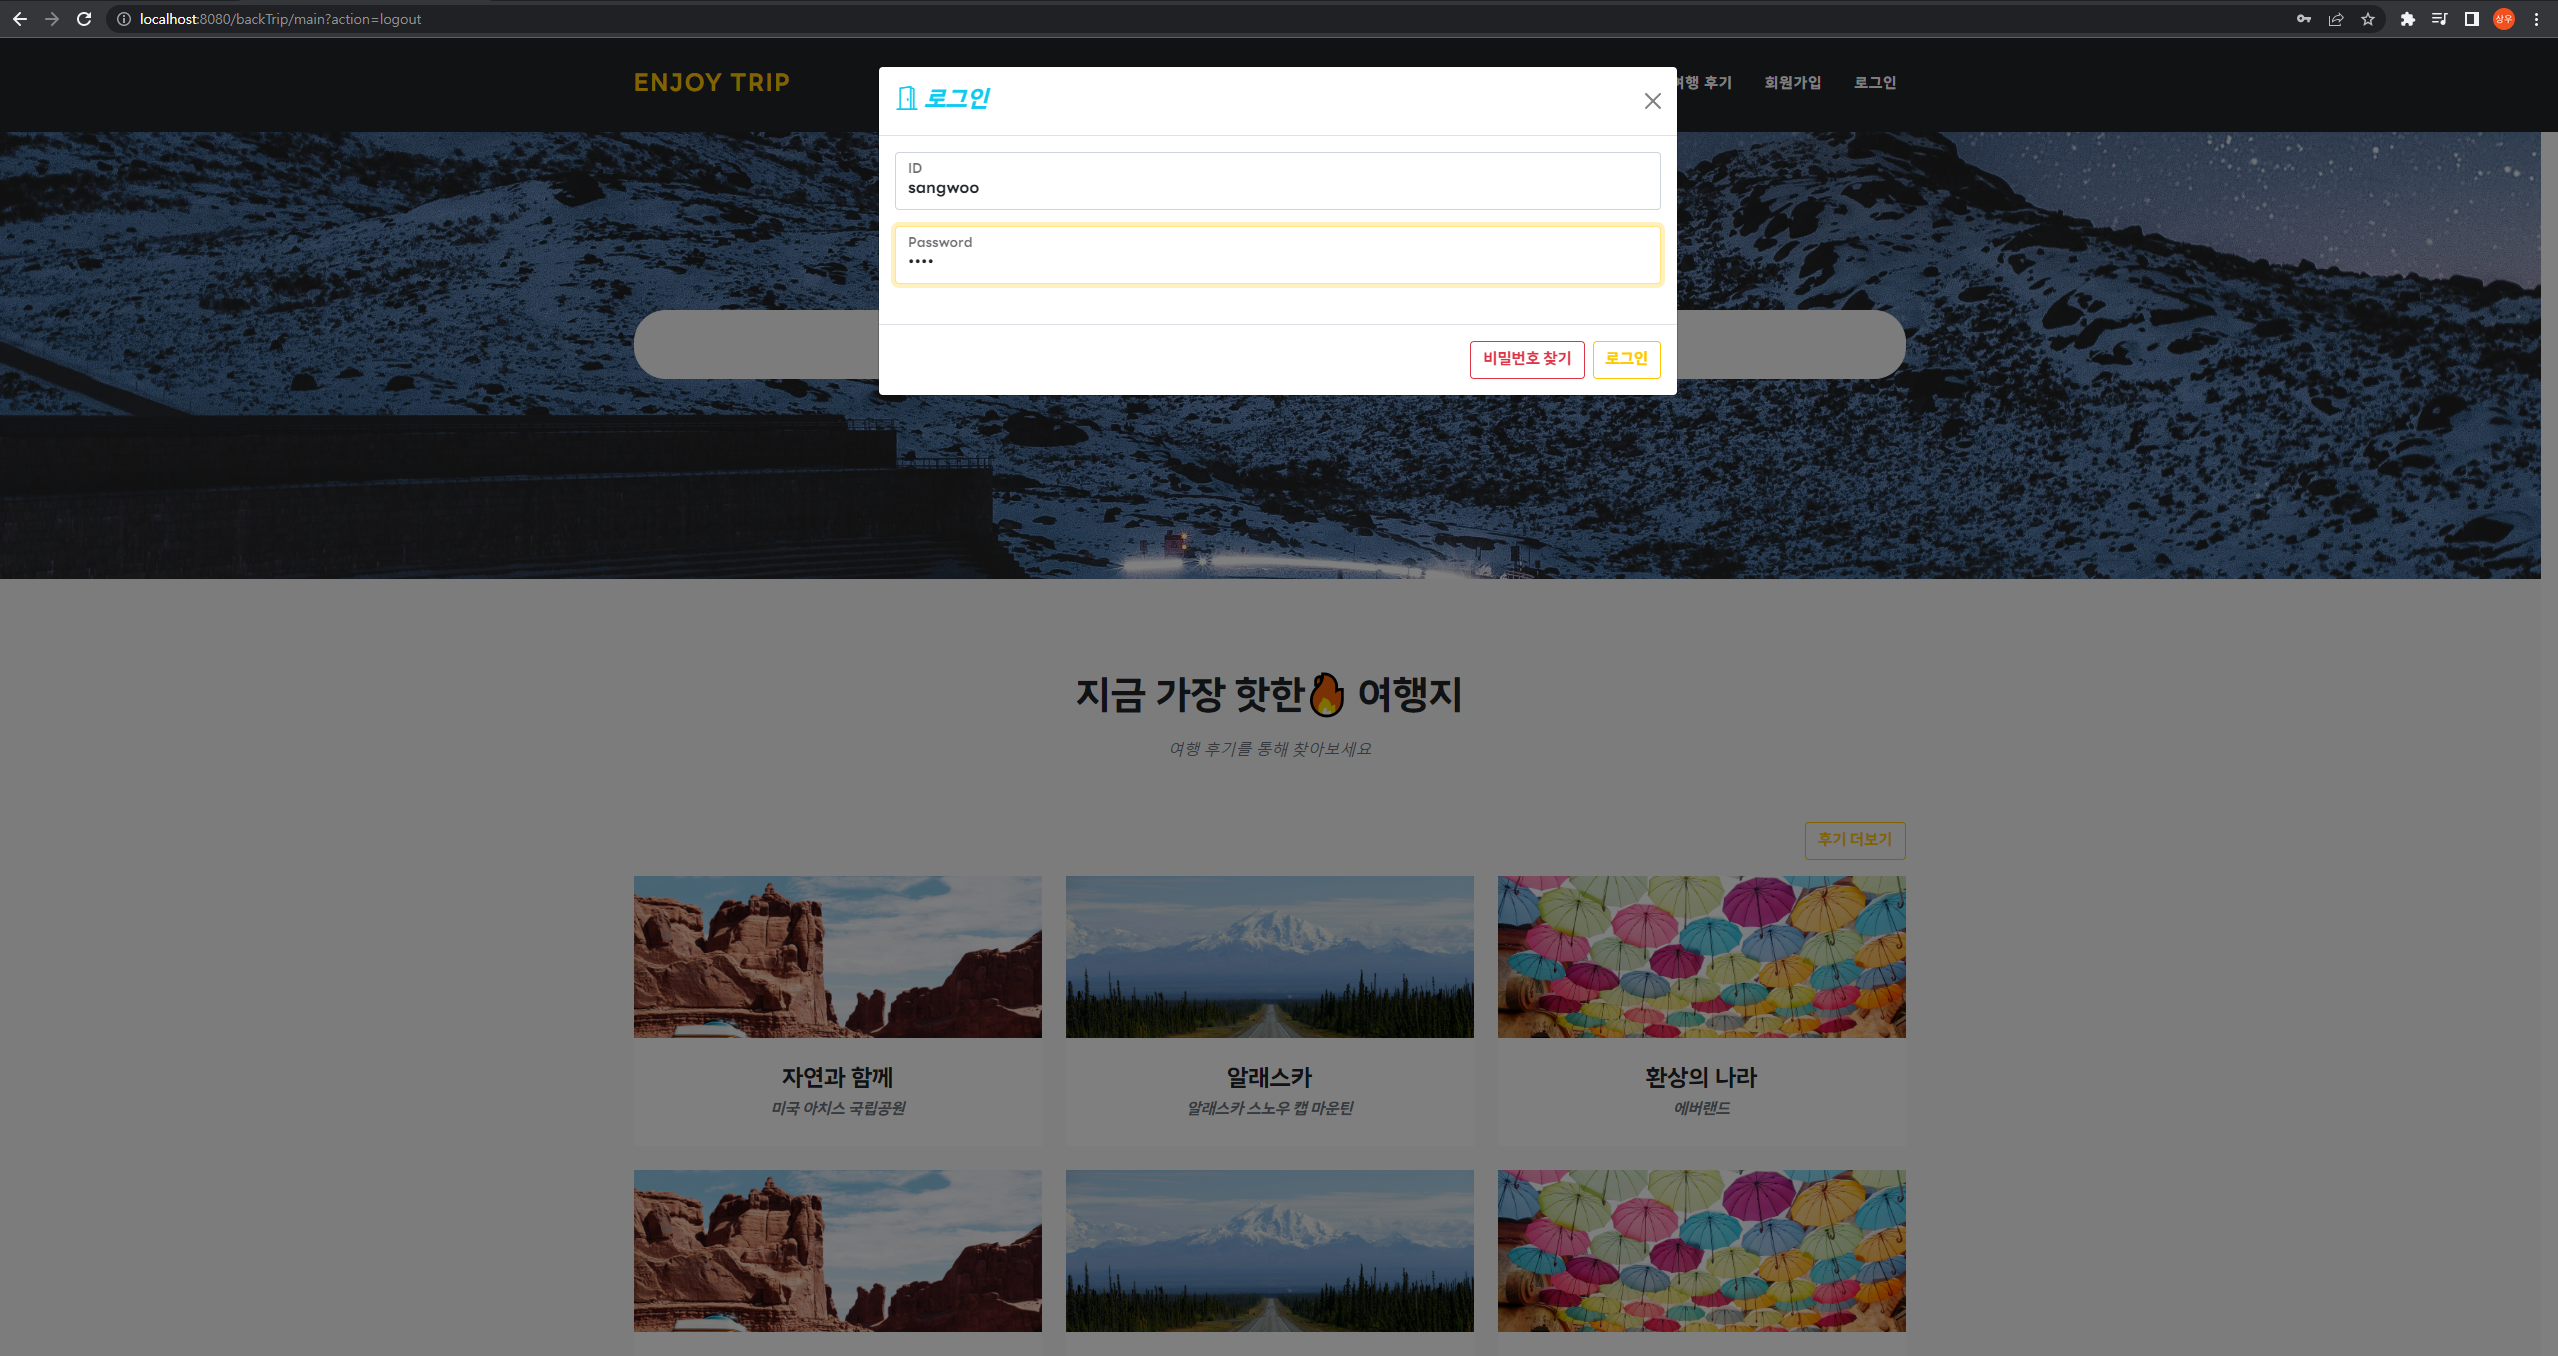 localhost:8080/backTrip/main?action=logout
상우
ENJOY TRIP
여행 후기
회원가입
로그인
로그인
ID
sangwoo
Password
••••
비밀번호 찾기
로그인
지금 가장 핫한🔥 여행지
여행 후기를 통해 찾아보세요
후기 더보기
자연과 함께
미국 아치스 국립공원
알래스카
알래스카 스노우 캡 마운틴
환상의 나라
에버랜드